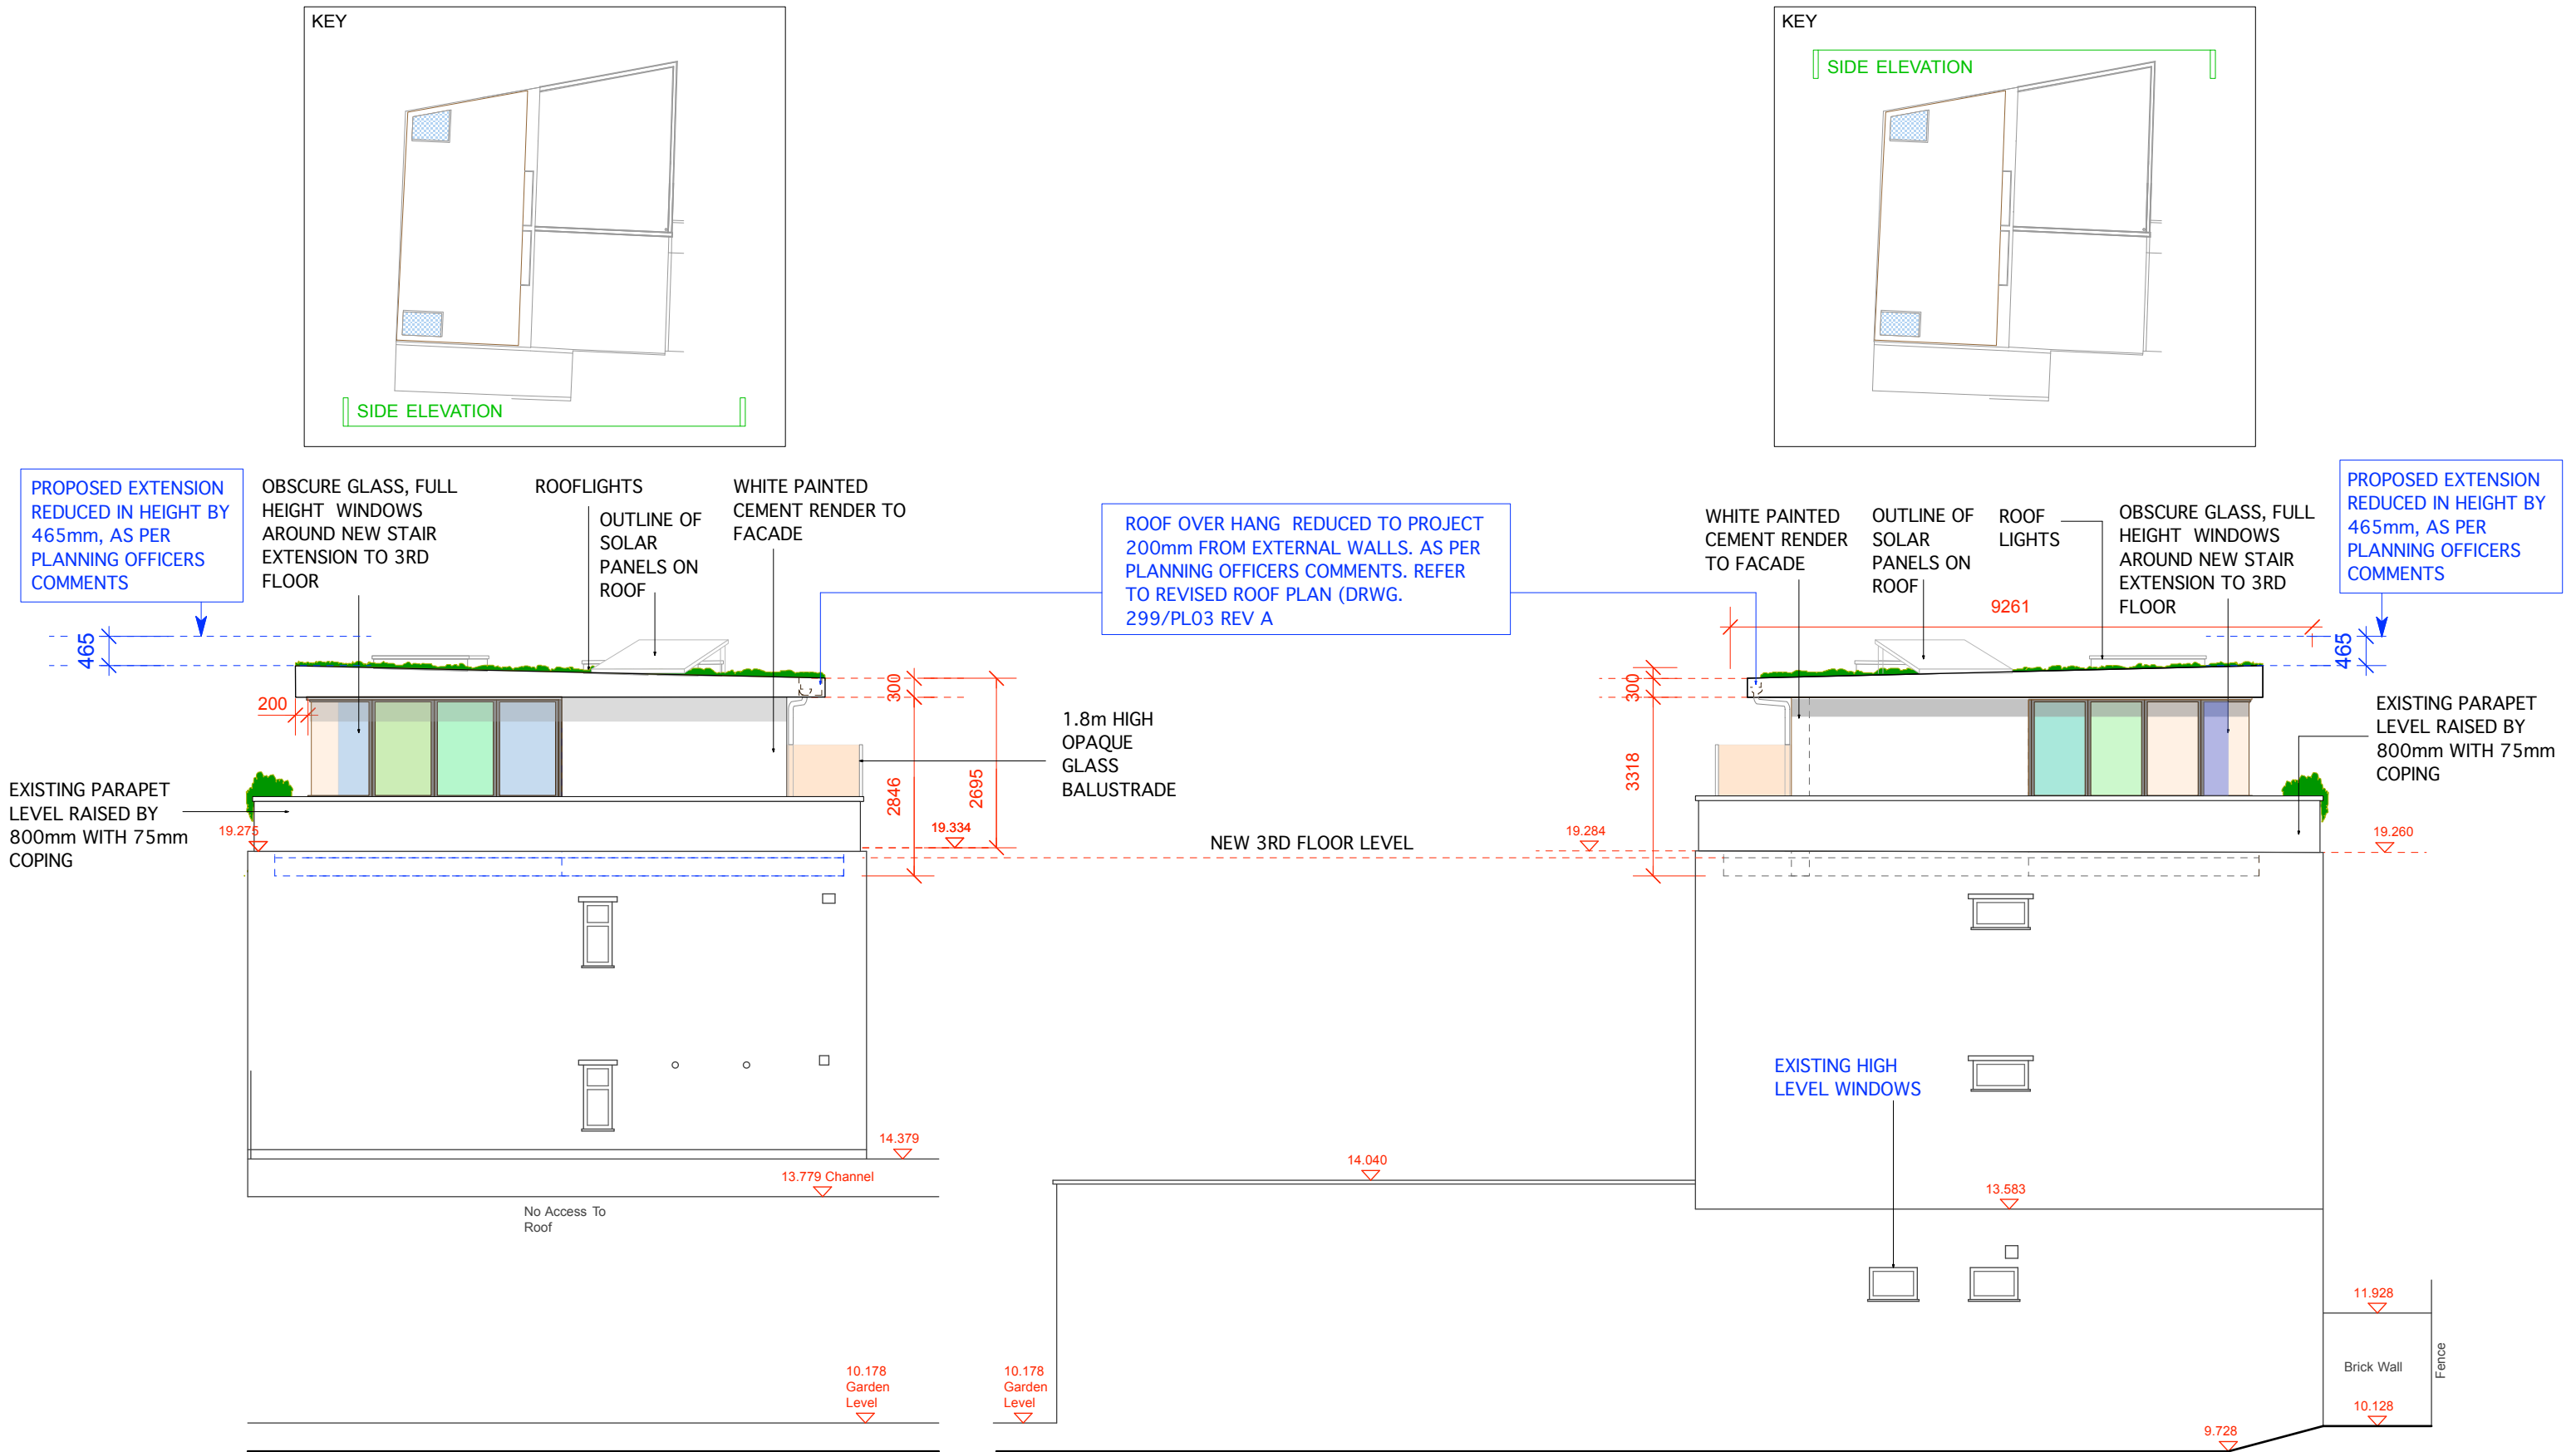 KEY
SIDE ELEVATION
KEY
SIDE ELEVATION
PROPOSED EXTENSION
REDUCED IN HEIGHT BY
465mm, AS PER
PLANNING OFFICERS
COMMENTS
OBSCURE GLASS, FULL
HEIGHT WINDOWS
AROUND NEW STAIR
EXTENSION TO 3RD
FLOOR
ROOFLIGHTS
OUTLINE OF
SOLAR
PANELS ON
ROOF
WHITE PAINTED
CEMENT RENDER TO
FACADE
ROOF OVER HANG REDUCED TO PROJECT
200mm FROM EXTERNAL WALLS. AS PER
PLANNING OFFICERS COMMENTS. REFER
TO REVISED ROOF PLAN (DRWG.
299/PL03 REV A
WHITE PAINTED
CEMENT RENDER
TO FACADE
OUTLINE OF
SOLAR
PANELS ON
ROOF
ROOF
LIGHTS
OBSCURE GLASS, FULL
HEIGHT WINDOWS
AROUND NEW STAIR
EXTENSION TO 3RD
FLOOR
PROPOSED EXTENSION
REDUCED IN HEIGHT BY
465mm, AS PER
PLANNING OFFICERS
COMMENTS
9261
465
465
300
300
200
1.8m HIGH
OPAQUE
GLASS
BALUSTRADE
2846
2695
3318
EXISTING PARAPET
LEVEL RAISED BY
800mm WITH 75mm
COPING
EXISTING PARAPET
LEVEL RAISED BY
800mm WITH 75mm
COPING
19.275
19.334
NEW 3RD FLOOR LEVEL
19.284
19.260
EXISTING HIGH
LEVEL WINDOWS
14.379
13.779 Channel
No Access To
Roof
14.040
13.583
11.928
Brick Wall
Fence
10.178
Garden
Level
10.178
Garden
Level
10.128
9.728